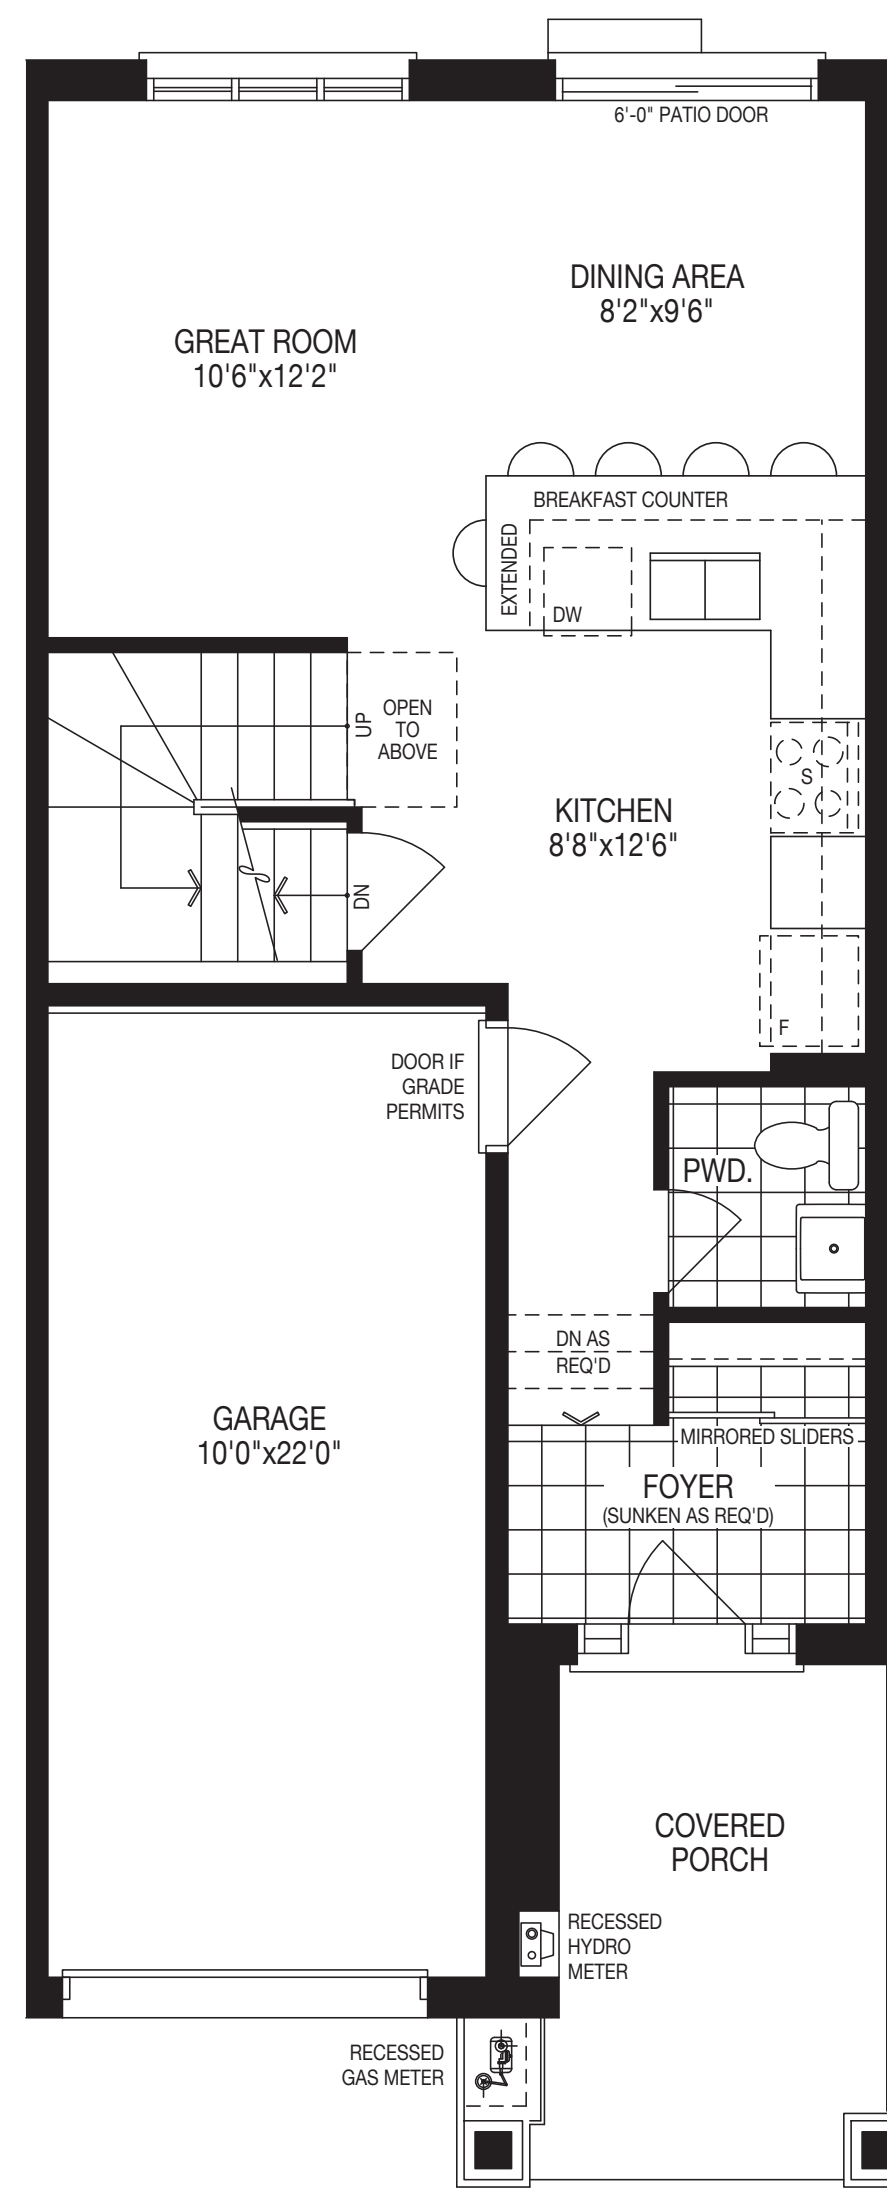 6'-0" PATIO DOOR
DINING AREA
8'2"x9'6"
GREAT ROOM
10'6"x12'2"
BREAKFAST COUNTER
EXTENDED
DW
UP
OPEN
TO
ABOVE
S
KITCHEN
8'8"x12'6"
DN
F
DOOR IF
GRADE
PERMITS
PWD.
DN AS
REQ'D
GARAGE
10'0"x22'0"
MIRRORED SLIDERS
FOYER
(SUNKEN AS REQ'D)
COVERED
PORCH
RECESSED
HYDRO
METER
RECESSED
GAS METER